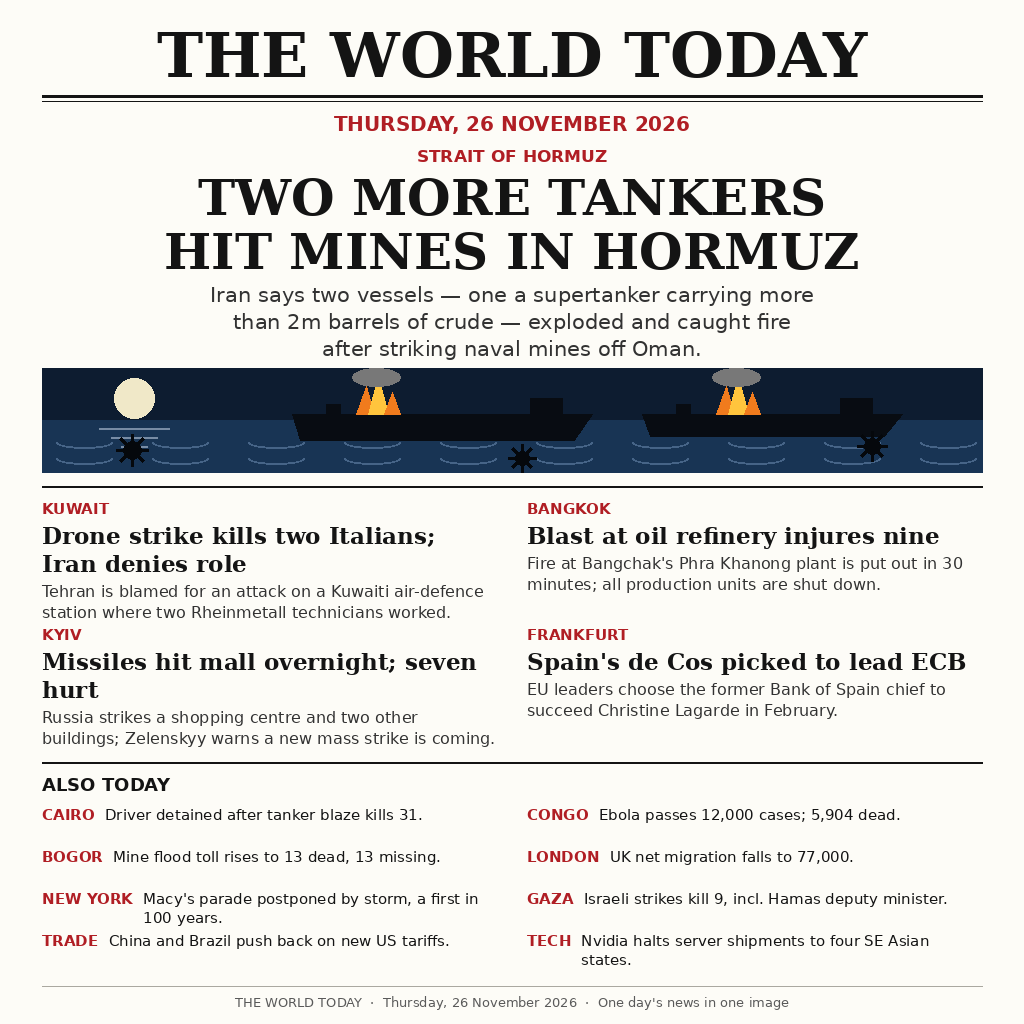 THE WORLD TODAY
THURSDAY, 26 NOVEMBER 2026
STRAIT OF HORMUZ
TWO MORE TANKERS
HIT MINES IN HORMUZ
Iran says two vessels — one a supertanker carrying more
than 2m barrels of crude — exploded and caught fire
after striking naval mines off Oman.
KUWAIT
Drone strike kills two Italians;
Iran denies role
Tehran is blamed for an attack on a Kuwaiti air-defence
station where two Rheinmetall technicians worked.
BANGKOK
Blast at oil refinery injures nine
Fire at Bangchak's Phra Khanong plant is put out in 30
minutes; all production units are shut down.
KYIV
Missiles hit mall overnight; seven
hurt
Russia strikes a shopping centre and two other
buildings; Zelenskyy warns a new mass strike is coming.
FRANKFURT
Spain's de Cos picked to lead ECB
EU leaders choose the former Bank of Spain chief to
succeed Christine Lagarde in February.
ALSO TODAY
CAIRO Driver detained after tanker blaze kills 31.
CONGO Ebola passes 12,000 cases; 5,904 dead.
BOGOR Mine flood toll rises to 13 dead, 13 missing.
LONDON UK net migration falls to 77,000.
NEW YORK Macy's parade postponed by storm, a first in
100 years.
GAZA Israeli strikes kill 9, incl. Hamas deputy minister.
TRADE China and Brazil push back on new US tariffs.
TECH Nvidia halts server shipments to four SE Asian
states.
THE WORLD TODAY · Thursday, 26 November 2026 · One day's news in one image